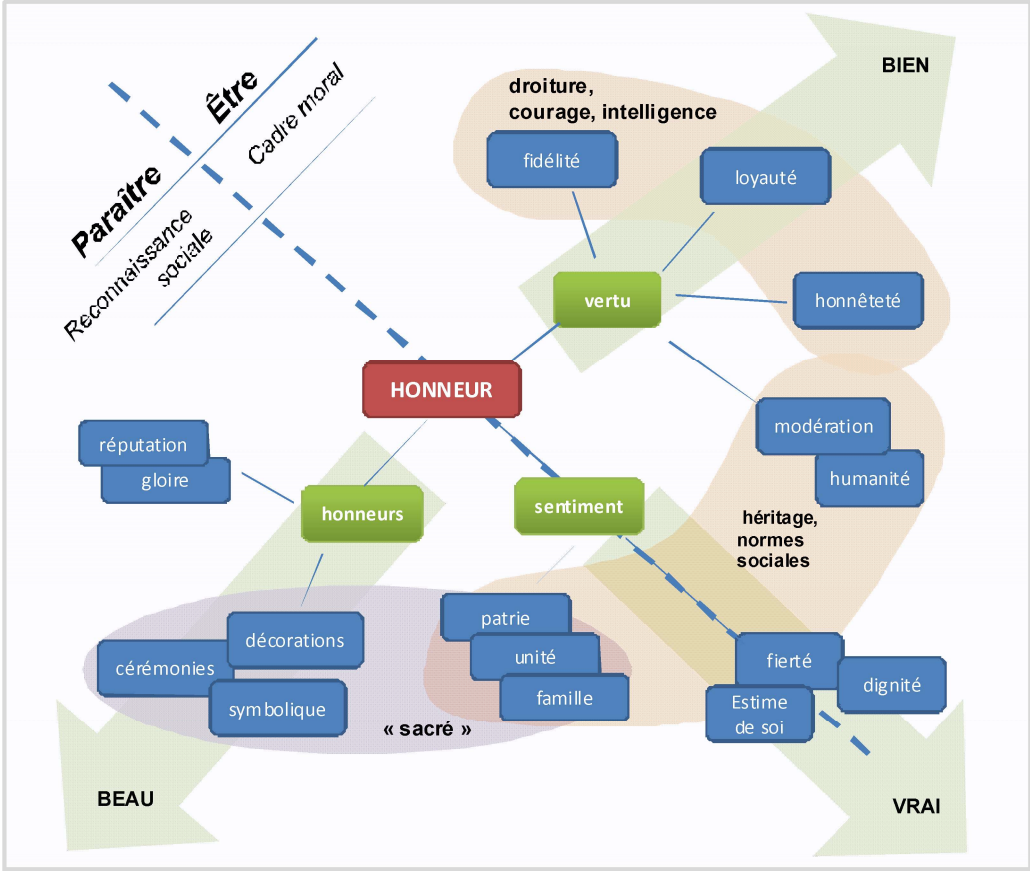 Être
Cadre moral
Paraître
Reconnaissance
sociale
BIEN
droiture,
courage, intelligence
fidélité
loyauté
vertu
honnêteté
HONNEUR
modération
humanité
réputation
gloire
honneurs
sentiment
héritage,
normes
sociales
patrie
unité
famille
décorations
cérémonies
symbolique
« sacré »
fierté
dignité
Estime
de soi
BEAU
VRAI